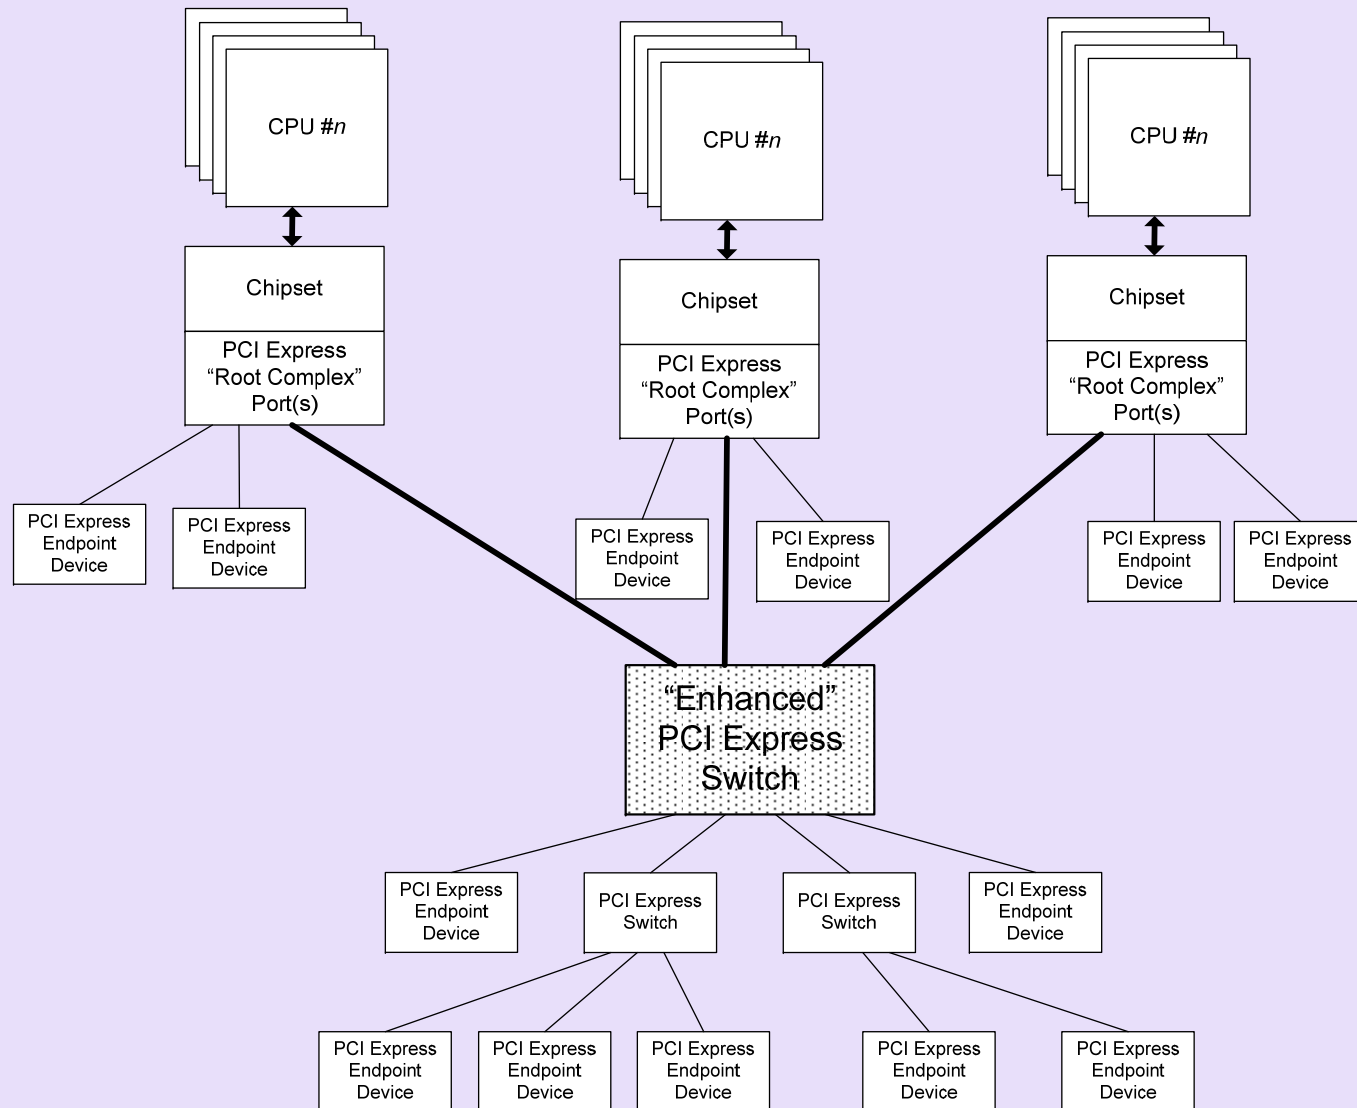 CPU #n
CPU #n
CPU #n
Chipset
PCI Express
“Root Complex”
Port(s)
Chipset
PCI Express
“Root Complex”
Port(s)
Chipset
PCI Express
“Root Complex”
Port(s)
PCI Express
Endpoint
Device
PCI Express
Endpoint
Device
PCI Express
Endpoint
Device
PCI Express
Endpoint
Device
PCI Express
Endpoint
Device
PCI Express
Endpoint
Device
“Enhanced”
PCI Express
Switch
PCI Express
Endpoint
Device
PCI Express
Switch
PCI Express
Switch
PCI Express
Endpoint
Device
PCI Express
Endpoint
Device
PCI Express
Endpoint
Device
PCI Express
Endpoint
Device
PCI Express
Endpoint
Device
PCI Express
Endpoint
Device